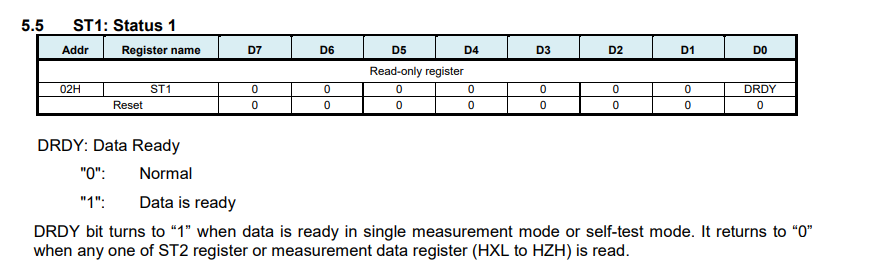 5.5 ST1: Status 1
Addr Register name D7 D6 D5 D4 D3 D2 D1 D0
Read-only register
02H ST1 0 0 0 0 0 0 0 DRDY
Reset 0 0 0 0 0 0 0 0
DRDY: Data Ready
"0": Normal
"1": Data is ready
DRDY bit turns to “1” when data is ready in single measurement mode or self-test mode. It returns to “0”
when any one of ST2 register or measurement data register (HXL to HZH) is read.